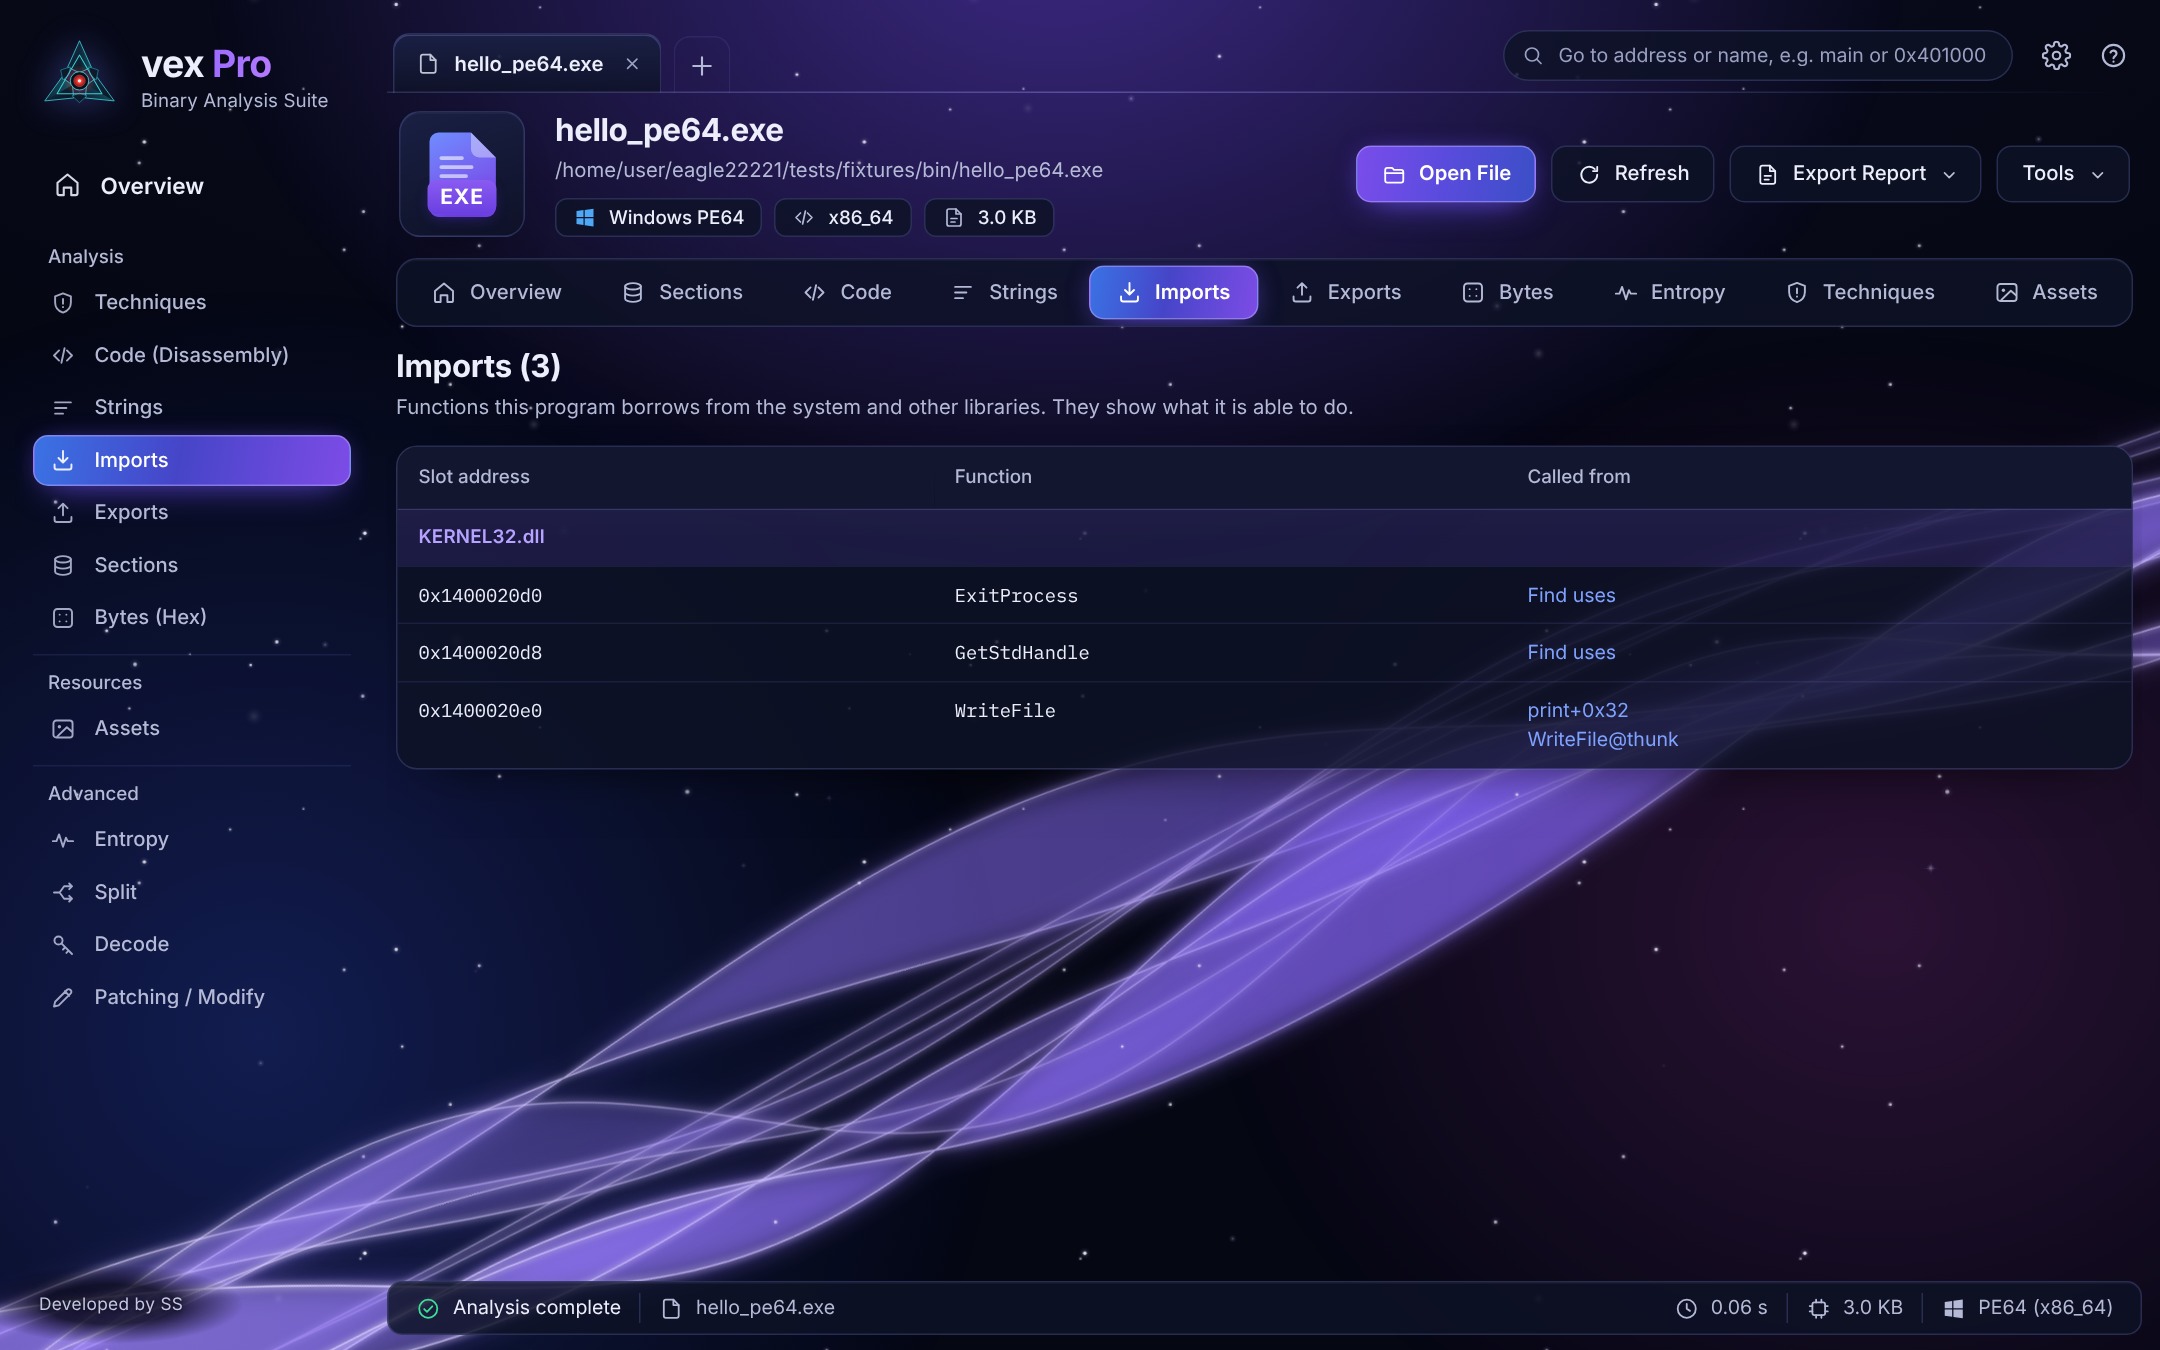 vex Pro
Binary Analysis Suite
Overview
Analysis
Techniques
Code (Disassembly)
Strings
Imports
Exports
Sections
Bytes (Hex)
Resources
Assets
Advanced
Entropy
Split
Decode
Patching / Modify
Developed by SS
hello_pe64.exe
Go to address or name, e.g. main or 0x401000
EXE
hello_pe64.exe
/home/user/eagle22221/tests/fixtures/bin/hello_pe64.exe
Windows PE64
x86_64
3.0 KB
Open File
Refresh
Export Report
Tools
Overview
Sections
Code
Strings
Imports
Exports
Bytes
Entropy
Techniques
Assets
Imports (3)
Functions this program borrows from the system and other libraries. They show what it is able to do.
Slot address
Function
Called from
KERNEL32.dll
0x1400020d0
ExitProcess
Find uses
0x1400020d8
GetStdHandle
Find uses
0x1400020e0
WriteFile
print+0x32
WriteFile@thunk
Analysis complete
hello_pe64.exe
0.06 s
3.0 KB
PE64 (x86_64)